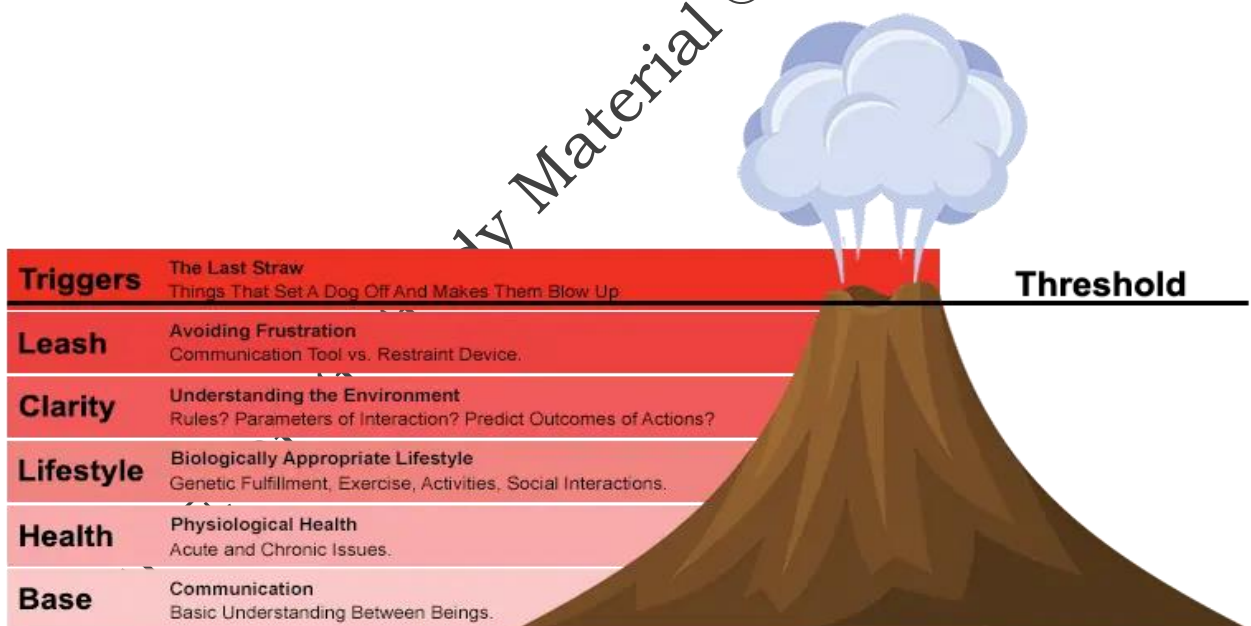 dy Material
Triggers
The Last Straw
Things That Set A Dog Off And Makes Them Blow Up
Threshold
Leash
Avoiding Frustration
Communication Tool vs. Restraint Device.
Clarity
Understanding the Environment
Rules? Parameters of Interaction? Predict Outcomes of Actions?
Lifestyle
Biologically Appropriate Lifestyle
Genetic Fulfillment, Exercise, Activities, Social Interactions.
Health
Physiological Health
Acute and Chronic Issues.
Base
Communication
Basic Understanding Between Beings.